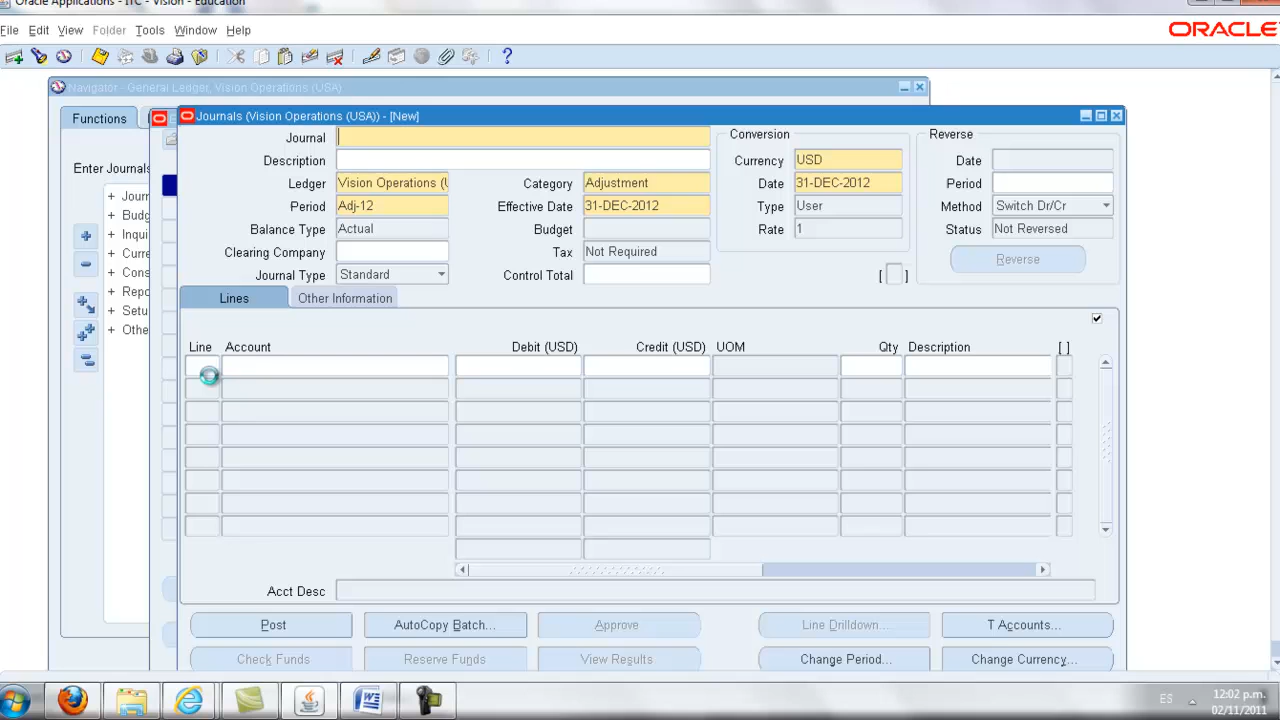 Oracle Applications - ITC - Vision - Education
File Edit View Folder Tools Window Help
ORACLE
Navigator - General Ledger, Vision Operations (USA)
Functions
Journals (Vision Operations (USA)) - [New]
Journal
Description
Ledger Vision Operations (U
Category Adjustment
Period Adj-12
Effective Date 31-DEC-2012
Balance Type Actual
Budget
Clearing Company
Tax Not Required
Journal Type Standard
Control Total
Conversion
Currency USD
Date 31-DEC-2012
Type User
Rate 1
Reverse
Date
Period
Method Switch Dr/Cr
Status Not Reversed
Reverse
[ ]
Enter Journals
+ Jour
+ Budg
+ Inqui
+ Curre
+ Cons
+ Repo
+ Setu
+ Othe
Lines Other Information
Line Account Debit (USD) Credit (USD) UOM Qty Description [ ]
Acct Desc
Post AutoCopy Batch... Approve Line Drilldown... T Accounts...
Check Funds Reserve Funds View Results Change Period... Change Currency...
ES
12:02 p.m.
02/11/2011